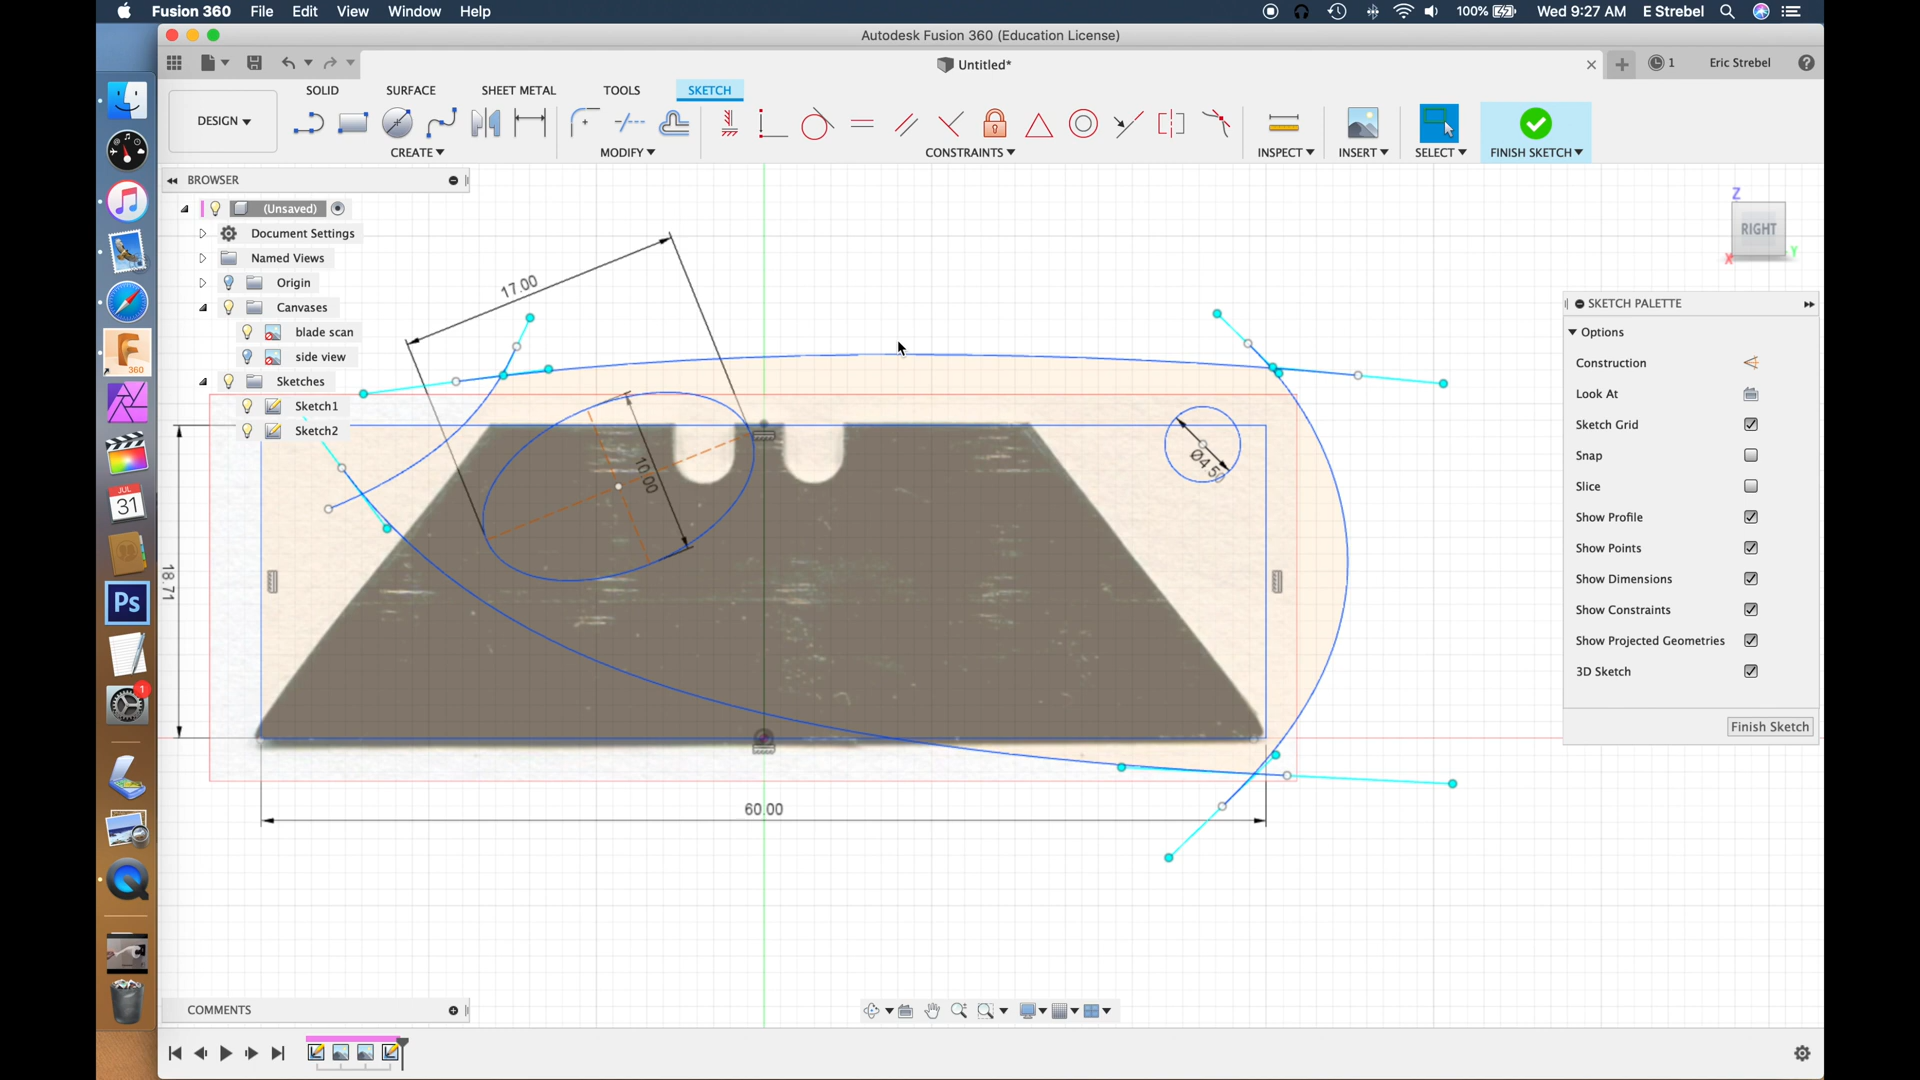 Fusion 360 File Edit View Window Help
100% Wed 9:27 AM E Strebel
Autodesk Fusion 360 (Education License)
Untitled*
1 Eric Strebel
SOLID SURFACE SHEET METAL TOOLS SKETCH
DESIGN
CREATE MODIFY CONSTRAINTS INSPECT INSERT SELECT FINISH SKETCH
BROWSER
(Unsaved)
Document Settings
Named Views
Origin
Canvases
blade scan
side view
Sketches
Sketch1
Sketch2
Z
RIGHT
X
Y
SKETCH PALETTE
Options
Construction
Look At
Sketch Grid
Snap
Slice
Show Profile
Show Points
Show Dimensions
Show Constraints
Show Projected Geometries
3D Sketch
Finish Sketch
17.00
10.00
Ø4.50
18.71
60.00
F
360
JUL
31
Ps
1
COMMENTS